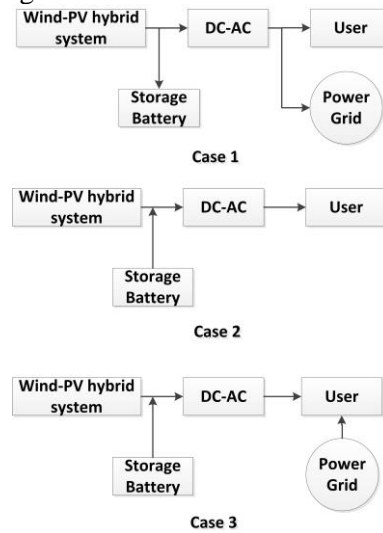 Wind-PV hybrid
system
DC-AC
User
Storage
Battery
Power
Grid
Case 1
Wind-PV hybrid
system
DC-AC
User
Storage
Battery
Case 2
Wind-PV hybrid
system
DC-AC
User
Storage
Battery
Power
Grid
Case 3